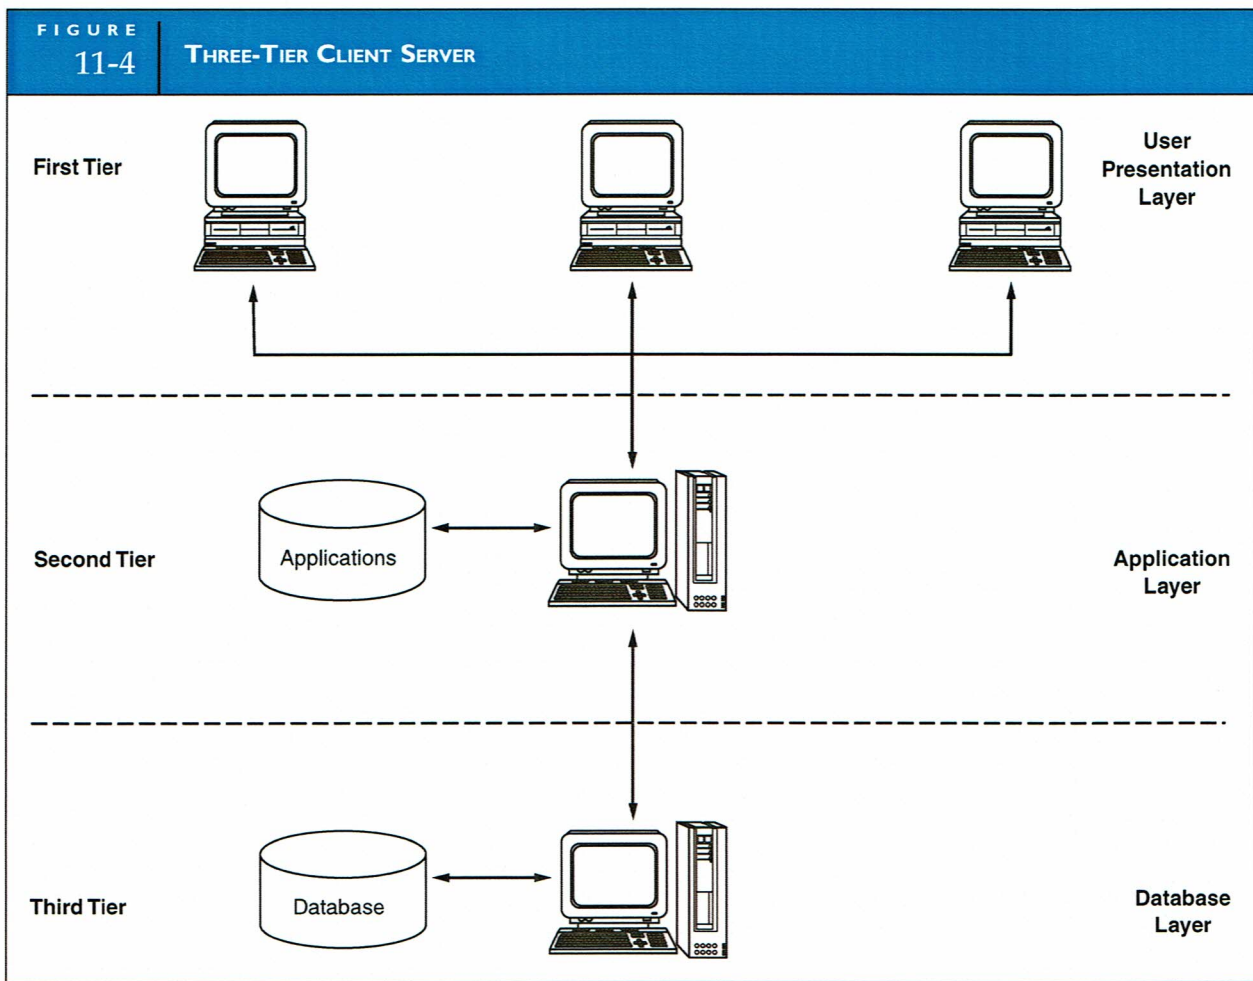 FIGURE
11-4
THREE-TIER CLIENT SERVER
First Tier
User
Presentation
Layer
Second Tier
Applications
Application
Layer
Third Tier
Database
Database
Layer